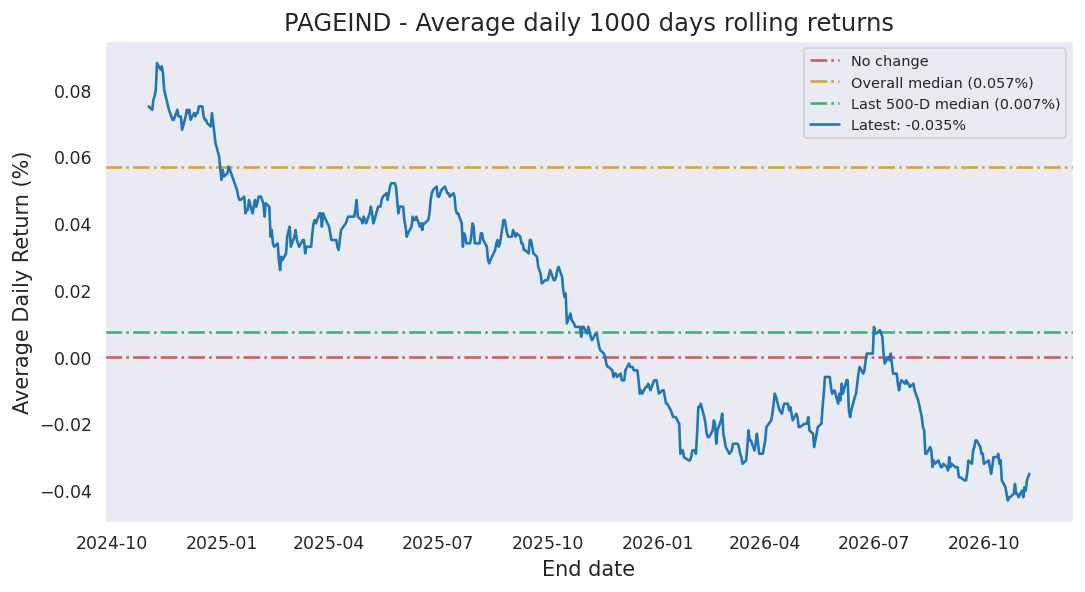 PAGEIND - Average daily 1000 days rolling returns
No change
Overall median (0.057%)
Last 500-D median (0.007%)
Latest: -0.035%
Average Daily Return (%)
0.08
0.06
0.04
0.02
0.00
−0.02
−0.04
2024-10 2025-01 2025-04 2025-07 2025-10 2026-01 2026-04 2026-07 2026-10
End date